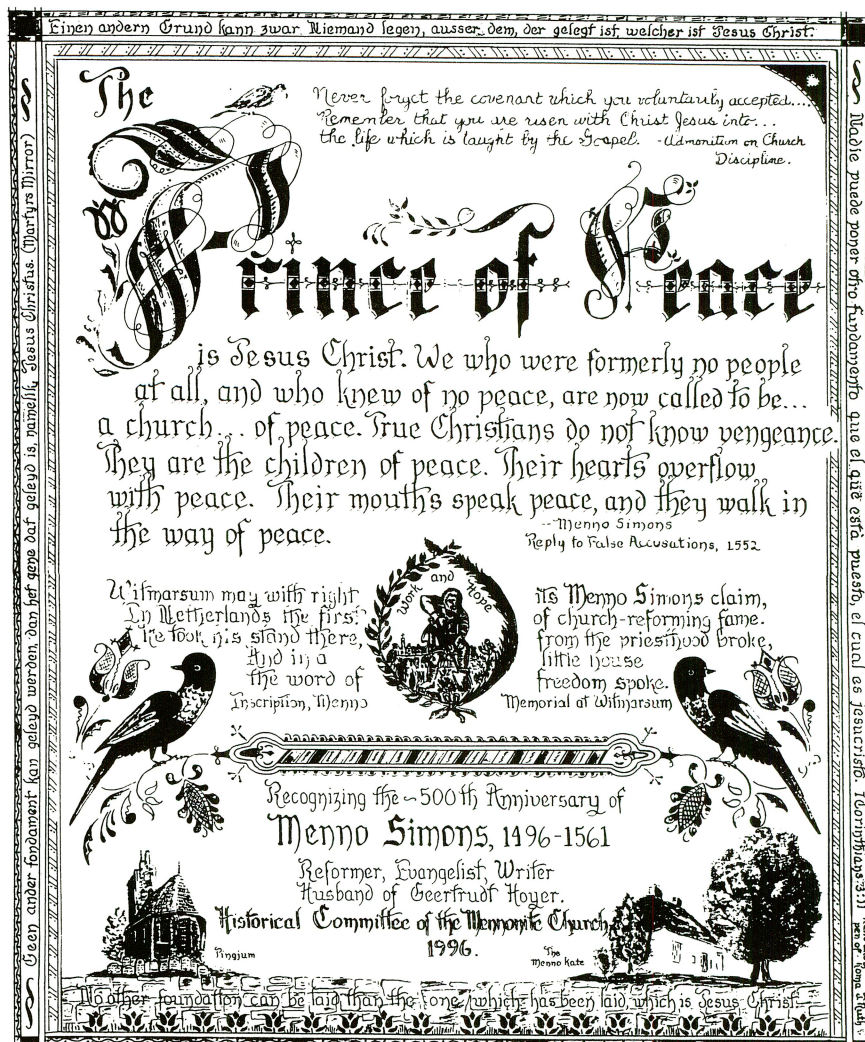 Einen andern Grund kann zwar Niemand legen, ausser dem, der gelegt ist, welcher ist Jesus Christ.
Never forget the covenant which you voluntarily accepted....
Remember that you are risen with Christ Jesus into...
the life which is taught by the Gospel. -Admonition on Church
Discipline.
The
Prince of Peace
is Jesus Christ. We who were formerly no people
at all, and who knew of no peace, are now called to be...
a church... of peace. True Christians do not know vengeance.
They are the children of peace. Their hearts overflow
with peace. Their mouths speak peace, and they walk in
the way of peace.
--Menno Simons
Reply to False Accusations, 1552
Work and Hope
Witmarsum may with right its Menno Simons claim,
In Netherlands the first of church-reforming fame.
He took his stand there, from the priesthood broke,
And in a little house
the word of freedom spoke.
Inscription, Menno Memorial at Witmarsum
Recognizing the ~ 500th Anniversary of
Menno Simons, 1496-1561
Reformer, Evangelist, Writer
Husband of Geertrudt Hoyer.
Historical Committee of the Mennonite Church
1996.
Pingjum
The
Menno Kate
No other foundation can be laid than the one which has been laid, which is Jesus Christ.
Geen ander fondament kan geleyd werden dan het gene dat geleyd is, namelik, Jesus Christus. (Martyrs Mirror)
Nadie puede poner otro fundamento que el que está puesto, el cual es Jesucristo. I Corinthians 3:11